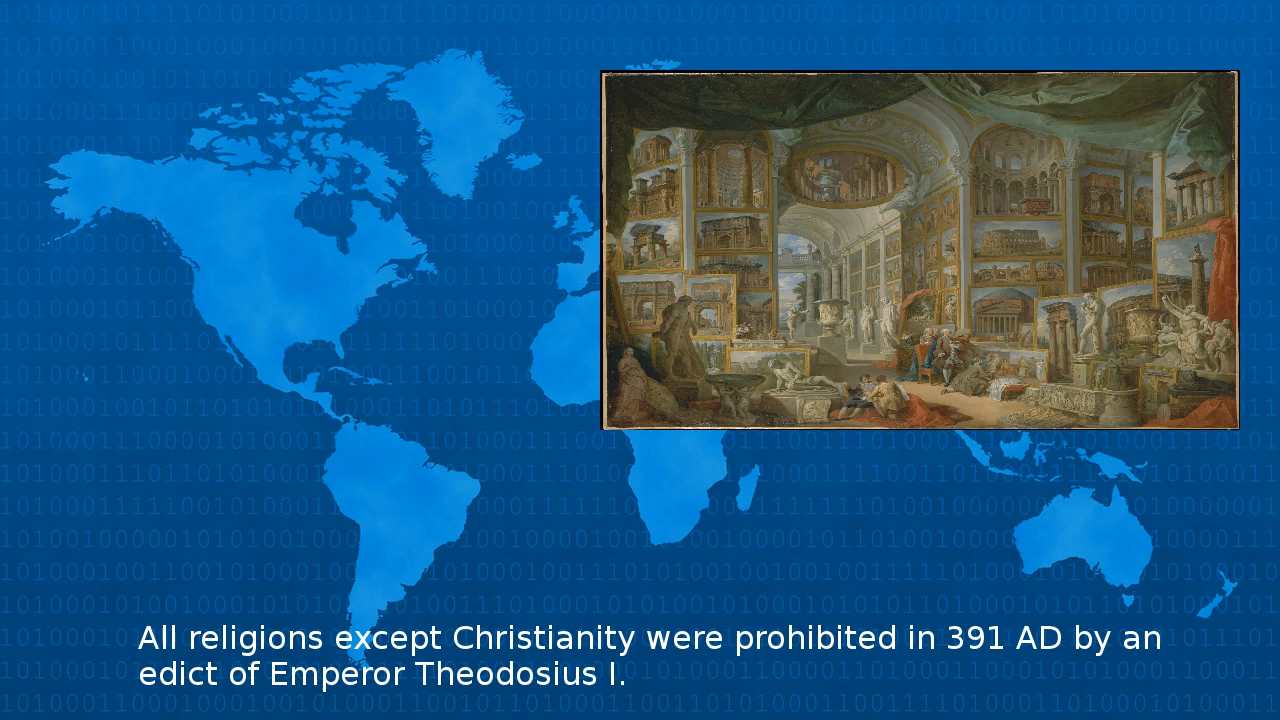 All religions except Christianity were prohibited in 391 AD by an
edict of Emperor Theodosius I.